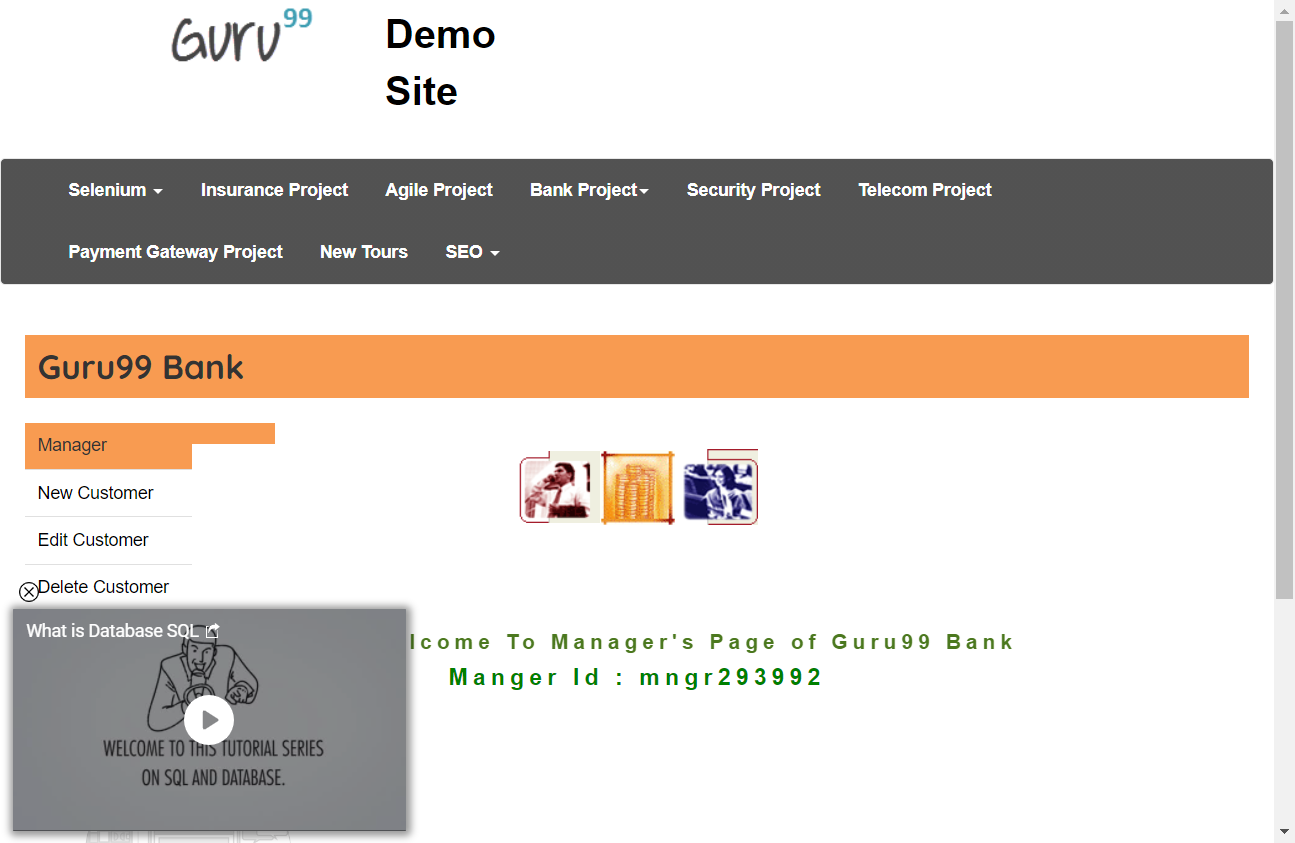 Guru99
Demo
Site
Selenium Insurance Project Agile Project Bank Project Security Project Telecom Project
Payment Gateway Project New Tours SEO
Guru99 Bank
Manager
New Customer
Edit Customer
Delete Customer
What is Database SQL
WELCOME TO THIS TUTORIAL SERIES
ON SQL AND DATABASE.
lcome To Manager's Page of Guru99 Bank
Manger Id : mngr293992